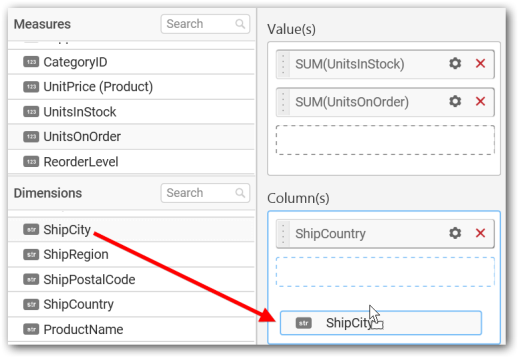 Measures
Search
123 CategoryID
123 UnitPrice (Product)
123 UnitsInStock
123 UnitsOnOrder
123 ReorderLevel
Dimensions
Search
str ShipCity
str ShipRegion
str ShipPostalCode
str ShipCountry
str ProductName
Value(s)
SUM(UnitsInStock)
SUM(UnitsOnOrder)
Column(s)
ShipCountry
str ShipCity